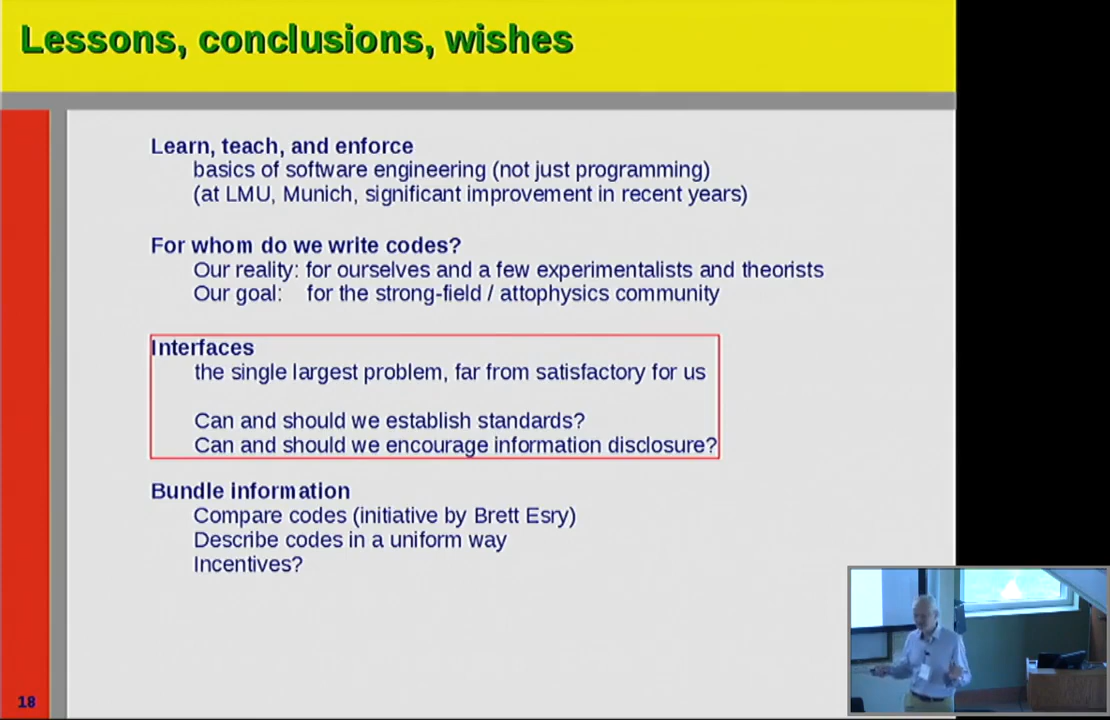 Lessons, conclusions, wishes
Learn, teach, and enforce
basics of software engineering (not just programming)
(at LMU, Munich, significant improvement in recent years)
For whom do we write codes?
Our reality: for ourselves and a few experimentalists and theorists
Our goal: for the strong-field / attophysics community
Interfaces
the single largest problem, far from satisfactory for us
Can and should we establish standards?
Can and should we encourage information disclosure?
Bundle information
Compare codes (initiative by Brett Esry)
Describe codes in a uniform way
Incentives?
18